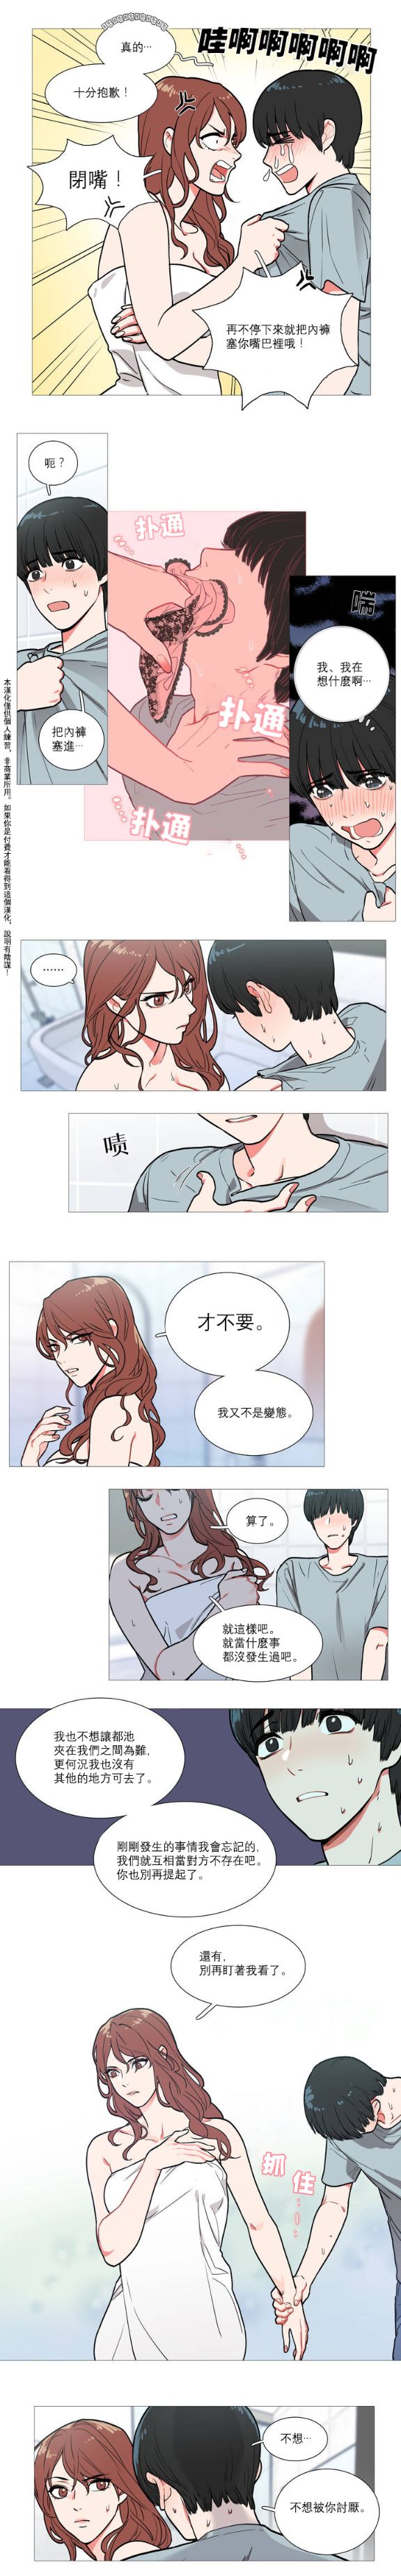 真的…
十分抱歉！
哇啊啊啊啊啊
閉嘴！
再不停下來就把內褲
塞你嘴巴裡哦！
呃？
把內褲
塞進…
扑通
扑通
扑通
喘
我、我在
想什麼啊…
本漢化僅供個人練習，非商業所用。如果你是付費才能看得到這個漢化，說明有陰謀！
……
啧
才不要。
我又不是變態。
算了。
就這樣吧。
就當什麼事
都沒發生過吧。
我也不想讓都池
夾在我們之間為難,
更何況我也沒有
其他的地方可去了。
剛剛發生的事情我會忘記的,
我們就互相當對方不存在吧。
你也別再提起了。
還有,
別再盯著我看了。
抓住
不想…
不想被你討厭。